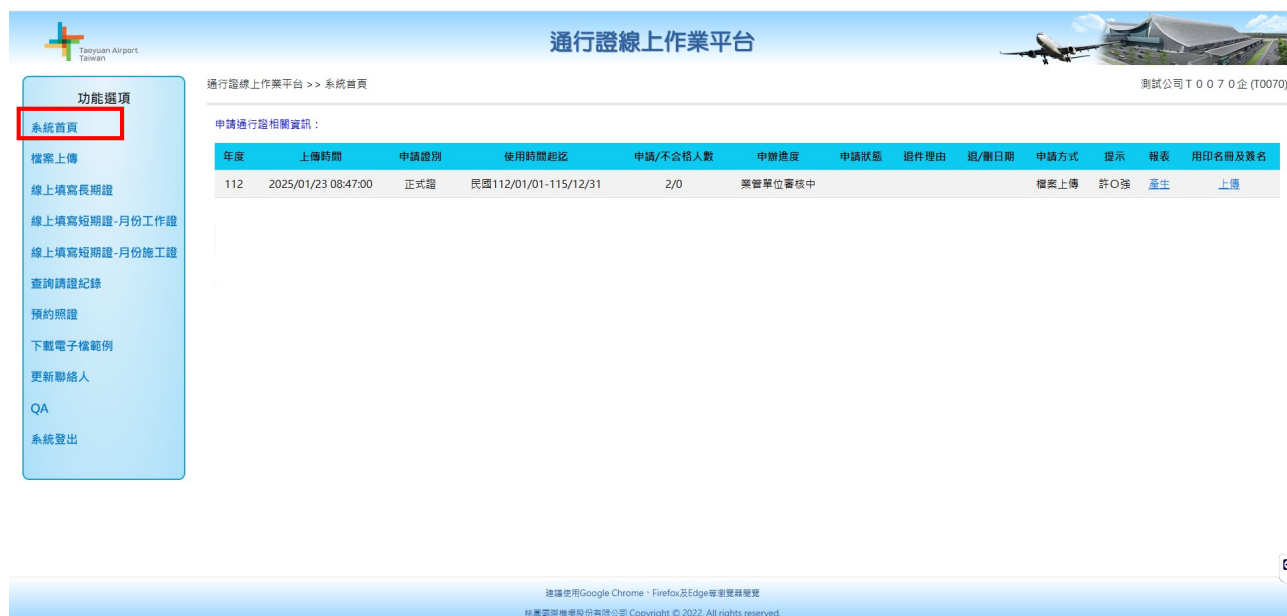 Taoyuan Airport
Taiwan
通行證線上作業平台
通行證線上作業平台 >> 系統首頁
測試公司T0070企 (T0070)
功能選項
系統首頁
檔案上傳
線上填寫長期證
線上填寫短期證-月份工作證
線上填寫短期證-月份施工證
查詢請證紀錄
預約照證
下載電子檔範例
更新聯絡人
QA
系統登出
申請通行證相關資訊：
年度 上傳時間 申請證別 使用時間起迄 申請/不合格人數 申辦進度 申請狀態 退件理由 退/刪日期 申請方式 提示 報表 用印名冊及簽名
112 2025/01/23 08:47:00 正式證 民國112/01/01-115/12/31 2/0 業管單位審核中 檔案上傳 許O強 產生 上傳
建議使用Google Chrome、Firefox及Edge等瀏覽器閱覽
桃園國際機場股份有限公司 Copyright © 2022. All rights reserved.